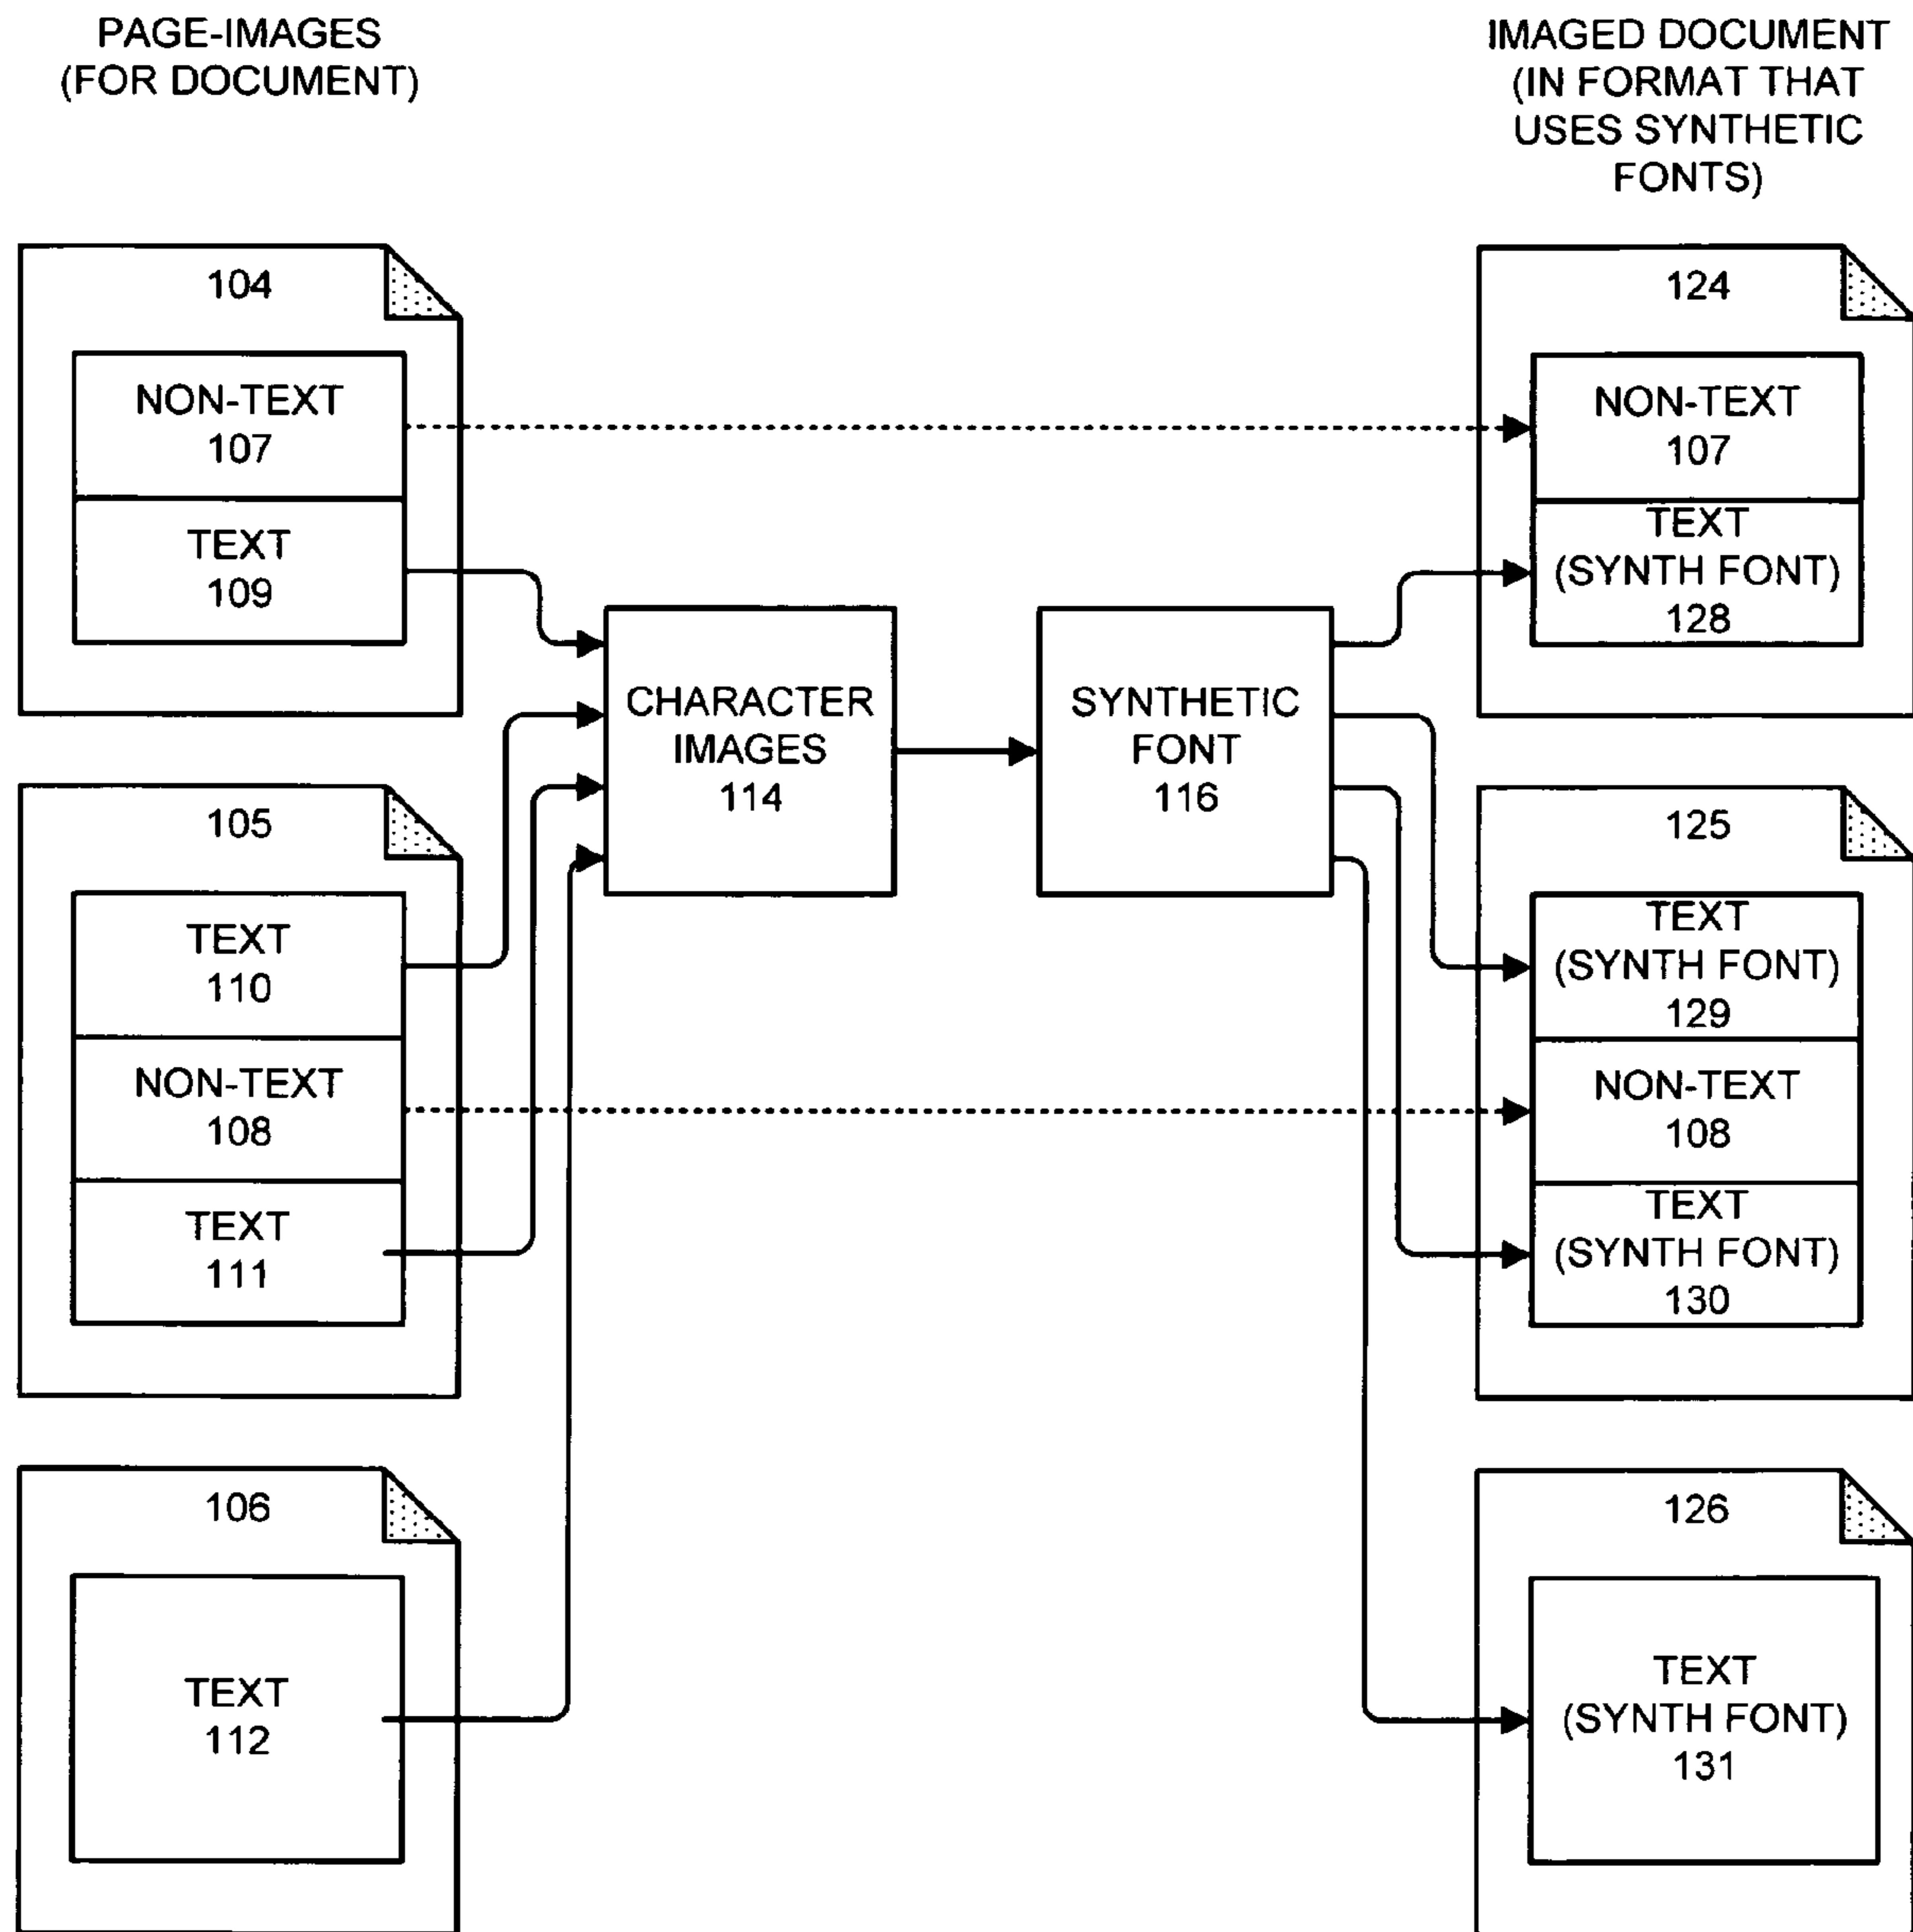 PAGE-IMAGES
(FOR DOCUMENT)
IMAGED DOCUMENT
(IN FORMAT THAT
USES SYNTHETIC
FONTS)
104
NON-TEXT
107
TEXT
109
105
TEXT
110
NON-TEXT
108
TEXT
111
106
TEXT
112
CHARACTER
IMAGES
114
SYNTHETIC
FONT
116
124
NON-TEXT
107
TEXT
(SYNTH FONT)
128
125
TEXT
(SYNTH FONT)
129
NON-TEXT
108
TEXT
(SYNTH FONT)
130
126
TEXT
(SYNTH FONT)
131